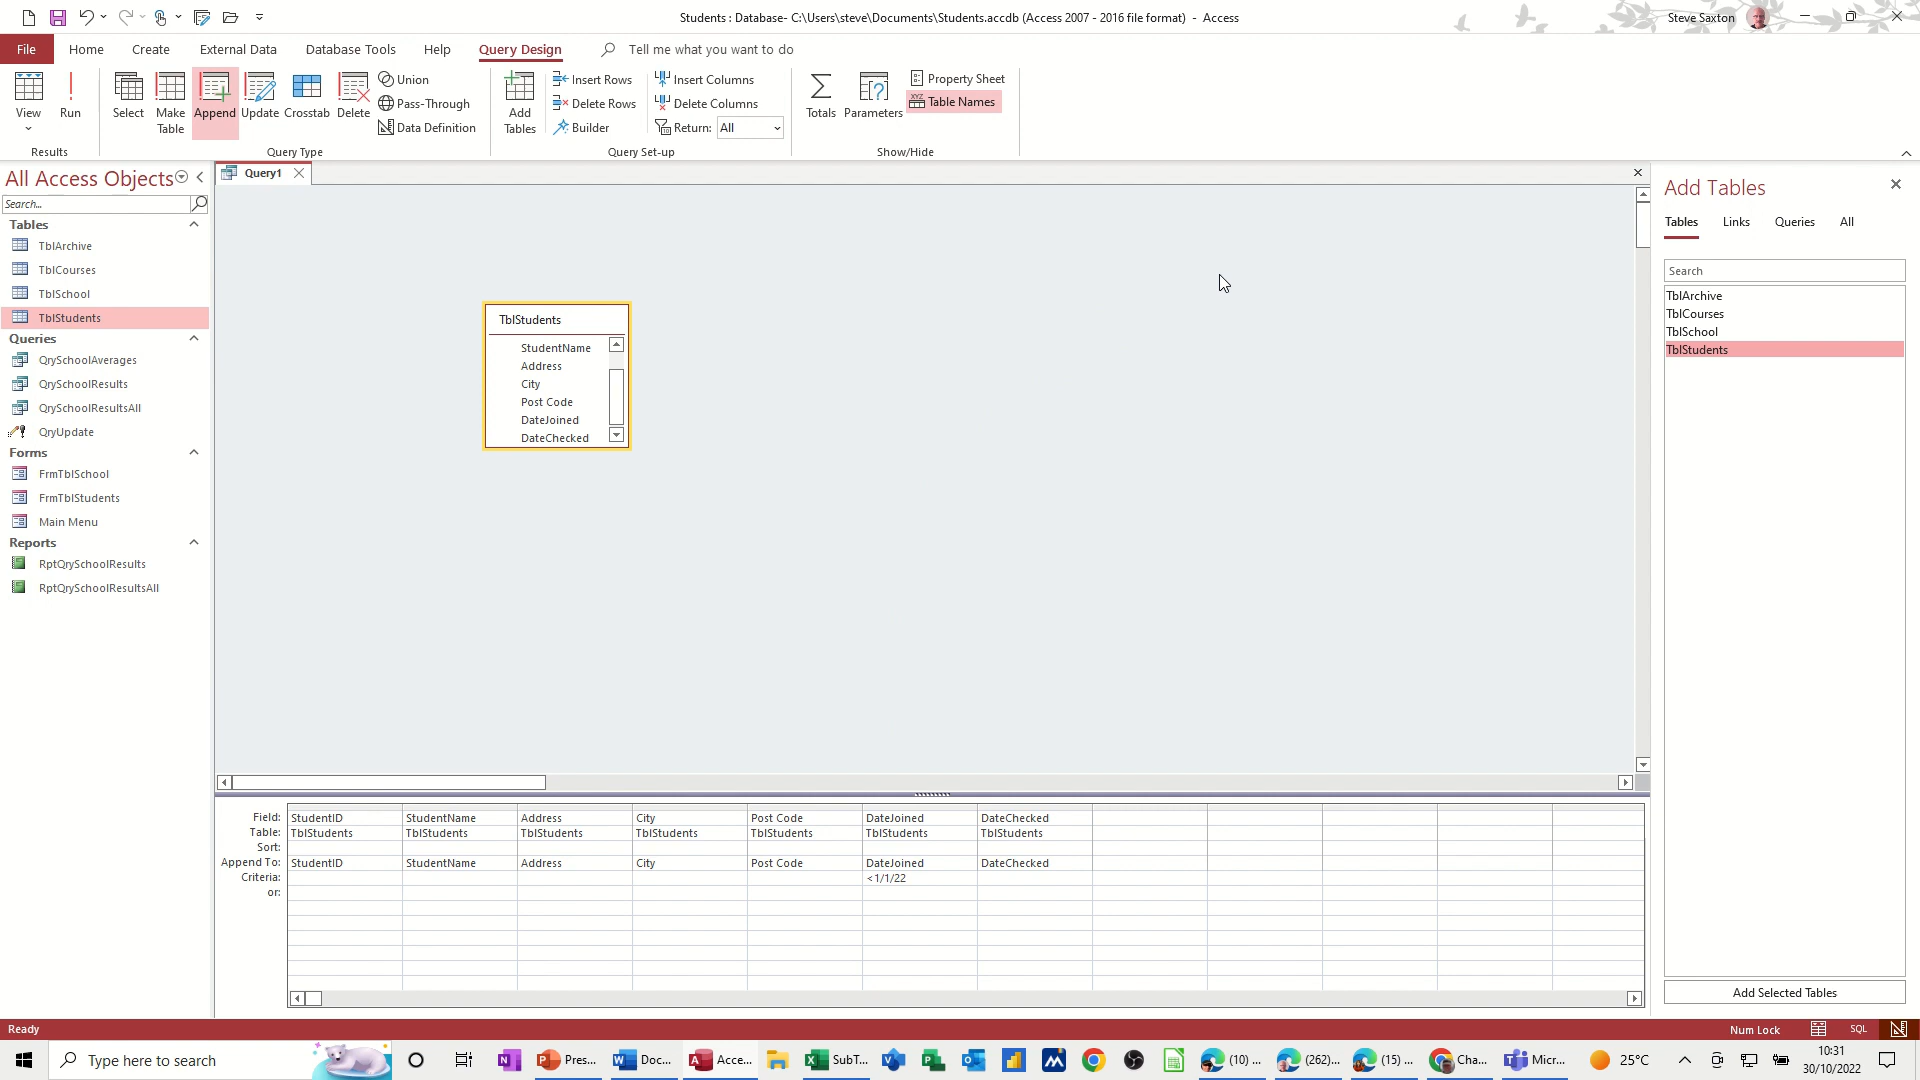 Students : Database- C:\Users\steve\Documents\Students.accdb (Access 2007 - 2016 file format) - Access
Steve Saxton
File Home Create External Data Database Tools Help Query Design Tell me what you want to do
View
Run
Results
Select
Make Table
Append
Update
Crosstab
Delete
Union
Pass-Through
Data Definition
Query Type
Add Tables
Insert Rows
Delete Rows
Builder
Insert Columns
Delete Columns
Return: All
Query Set-up
Totals
Parameters
Property Sheet
XYZ Table Names
Show/Hide
All Access Objects
Search...
Tables
TblArchive
TblCourses
TblSchool
TblStudents
Queries
QrySchoolAverages
QrySchoolResults
QrySchoolResultsAll
QryUpdate
Forms
FrmTblSchool
FrmTblStudents
Main Menu
Reports
RptQrySchoolResults
RptQrySchoolResultsAll
Query1
TblStudents
StudentName
Address
City
Post Code
DateJoined
DateChecked
Field: StudentID StudentName Address City Post Code DateJoined DateChecked
Table: TblStudents TblStudents TblStudents TblStudents TblStudents TblStudents TblStudents
Sort:
Append To: StudentID StudentName Address City Post Code DateJoined DateChecked
Criteria: <1/1/22
or:
Add Tables
Tables Links Queries All
Search
TblArchive
TblCourses
TblSchool
TblStudents
Add Selected Tables
Ready
Num Lock
SQL
Type here to search
Pres...
Doc...
Acce...
SubT...
(10) ...
(262)...
(15) ...
Cha...
Micr...
25°C
10:31
30/10/2022